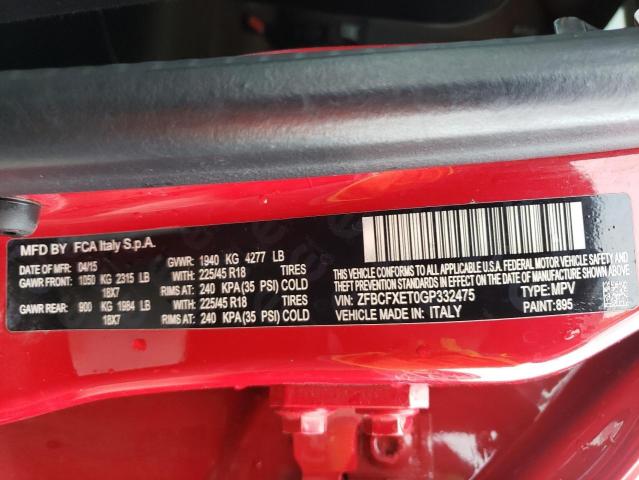 MFD BY FCA Italy S.p.A.
DATE OF MFR: 04/15 GVWR: 1940 KG 4277 LB
GAWR FRONT: 1050 KG 2315 LB WITH: 225/45 R18 TIRES
18X7 RIMS AT: 240 KPA(35 PSI) COLD
GAWR REAR: 900 KG 1984 LB WITH: 225/45 R18 TIRES
18X7 RIMS AT: 240 KPA(35 PSI) COLD
THIS VEHICLE CONFORMS TO ALL APPLICABLE
U.S.A. FEDERAL MOTOR VEHICLE SAFETY, BUMPER, AND
THEFT PREVENTION STANDARDS IN EFFECT ON THE DATE OF
MANUFACTURE SHOWN ABOVE.
VIN: ZFBCFXET0GP332475 TYPE: MPV
VEHICLE MADE IN: ITALY PAINT: 895